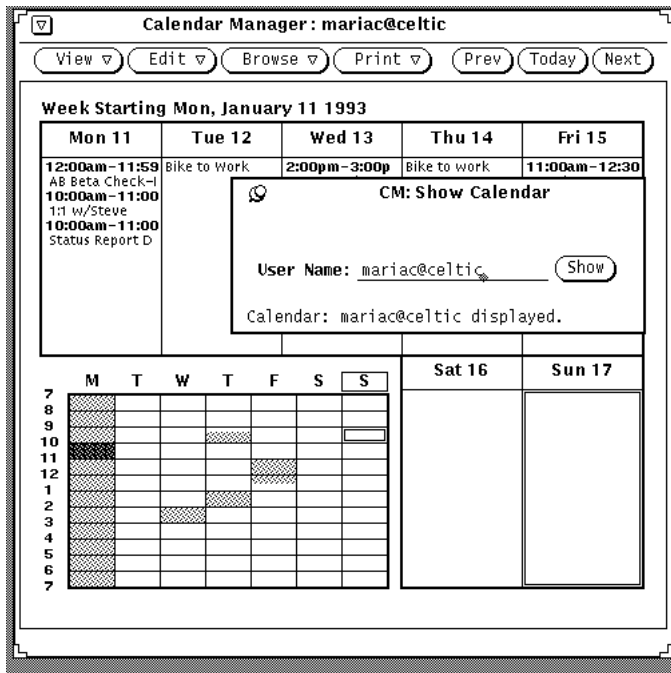 Calendar Manager : mariac@celtic
View Edit Browse Print Prev Today Next
Week Starting Mon, January 11 1993
Mon 11 Tue 12 Wed 13 Thu 14 Fri 15
12:00am-11:59 Bike to Work 2:00pm-3:00p Bike to work 11:00am-12:30
AB Beta Check-I
10:00am-11:00
1:1 w/Steve
10:00am-11:00
Status Report D
CM: Show Calendar
User Name: mariac@celtic Show
Calendar: mariac@celtic displayed.
M T W T F S S
7
8
9
10
11
12
1
2
3
4
5
6
7
Sat 16 Sun 17